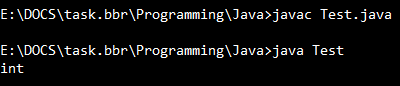 E:\DOCS\task.bbr\Programming\Java>javac Test.java
E:\DOCS\task.bbr\Programming\Java>java Test
int